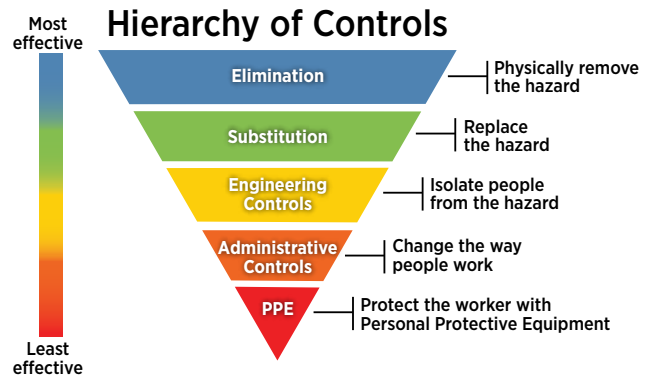 Hierarchy of Controls
Most
effective
Elimination
Physically remove
the hazard
Substitution
Replace
the hazard
Engineering
Controls
Isolate people
from the hazard
Administrative
Controls
Change the way
people work
PPE
Protect the worker with
Personal Protective Equipment
Least
effective